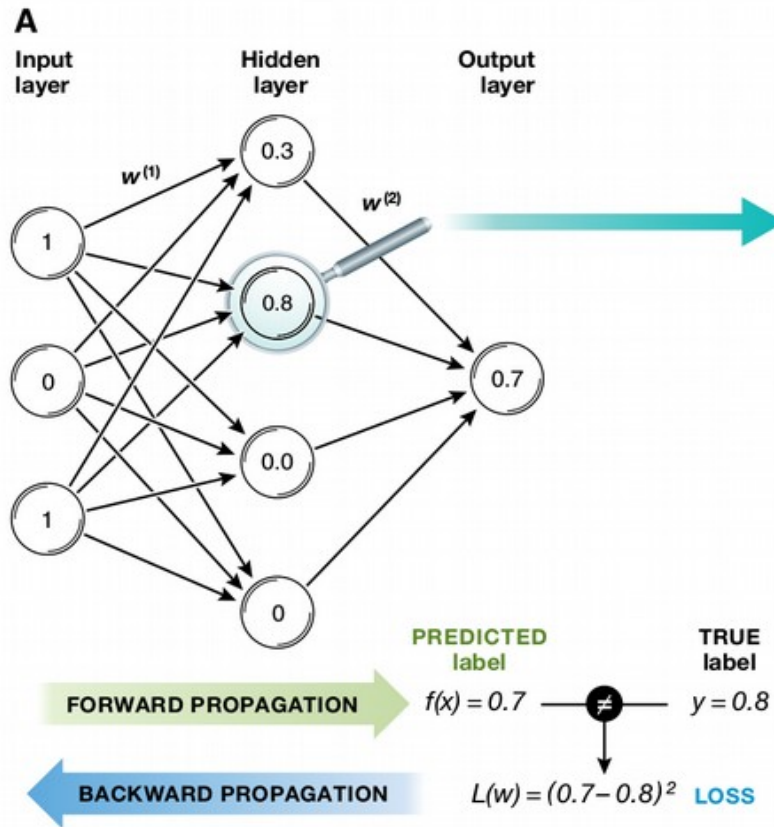 A
Input layer
Hidden layer
Output layer
w(1)
w(2)
0.3
1
0.8
0
0.7
0.0
1
0
PREDICTED label
TRUE label
FORWARD PROPAGATION
f(x) = 0.7
≠
y = 0.8
BACKWARD PROPAGATION
L(w) = (0.7 – 0.8)²
LOSS